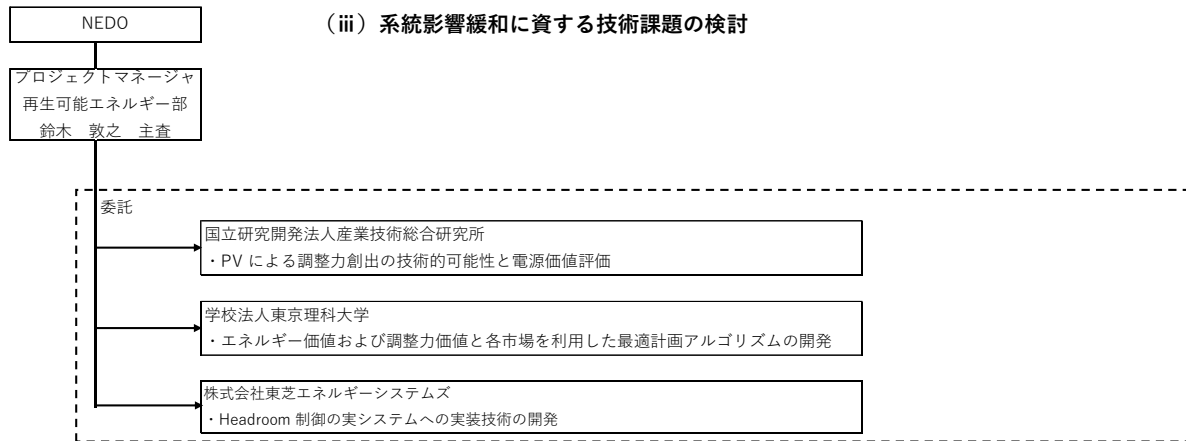 NEDO
（ⅲ）系統影響緩和に資する技術課題の検討
プロジェクトマネージャ
再生可能エネルギー部
鈴木　敦之　主査
委託
国立研究開発法人産業技術総合研究所
・PV による調整力創出の技術的可能性と電源価値評価
学校法人東京理科大学
・エネルギー価値および調整力価値と各市場を利用した最適計画アルゴリズムの開発
株式会社東芝エネルギーシステムズ
・Headroom 制御の実システムへの実装技術の開発